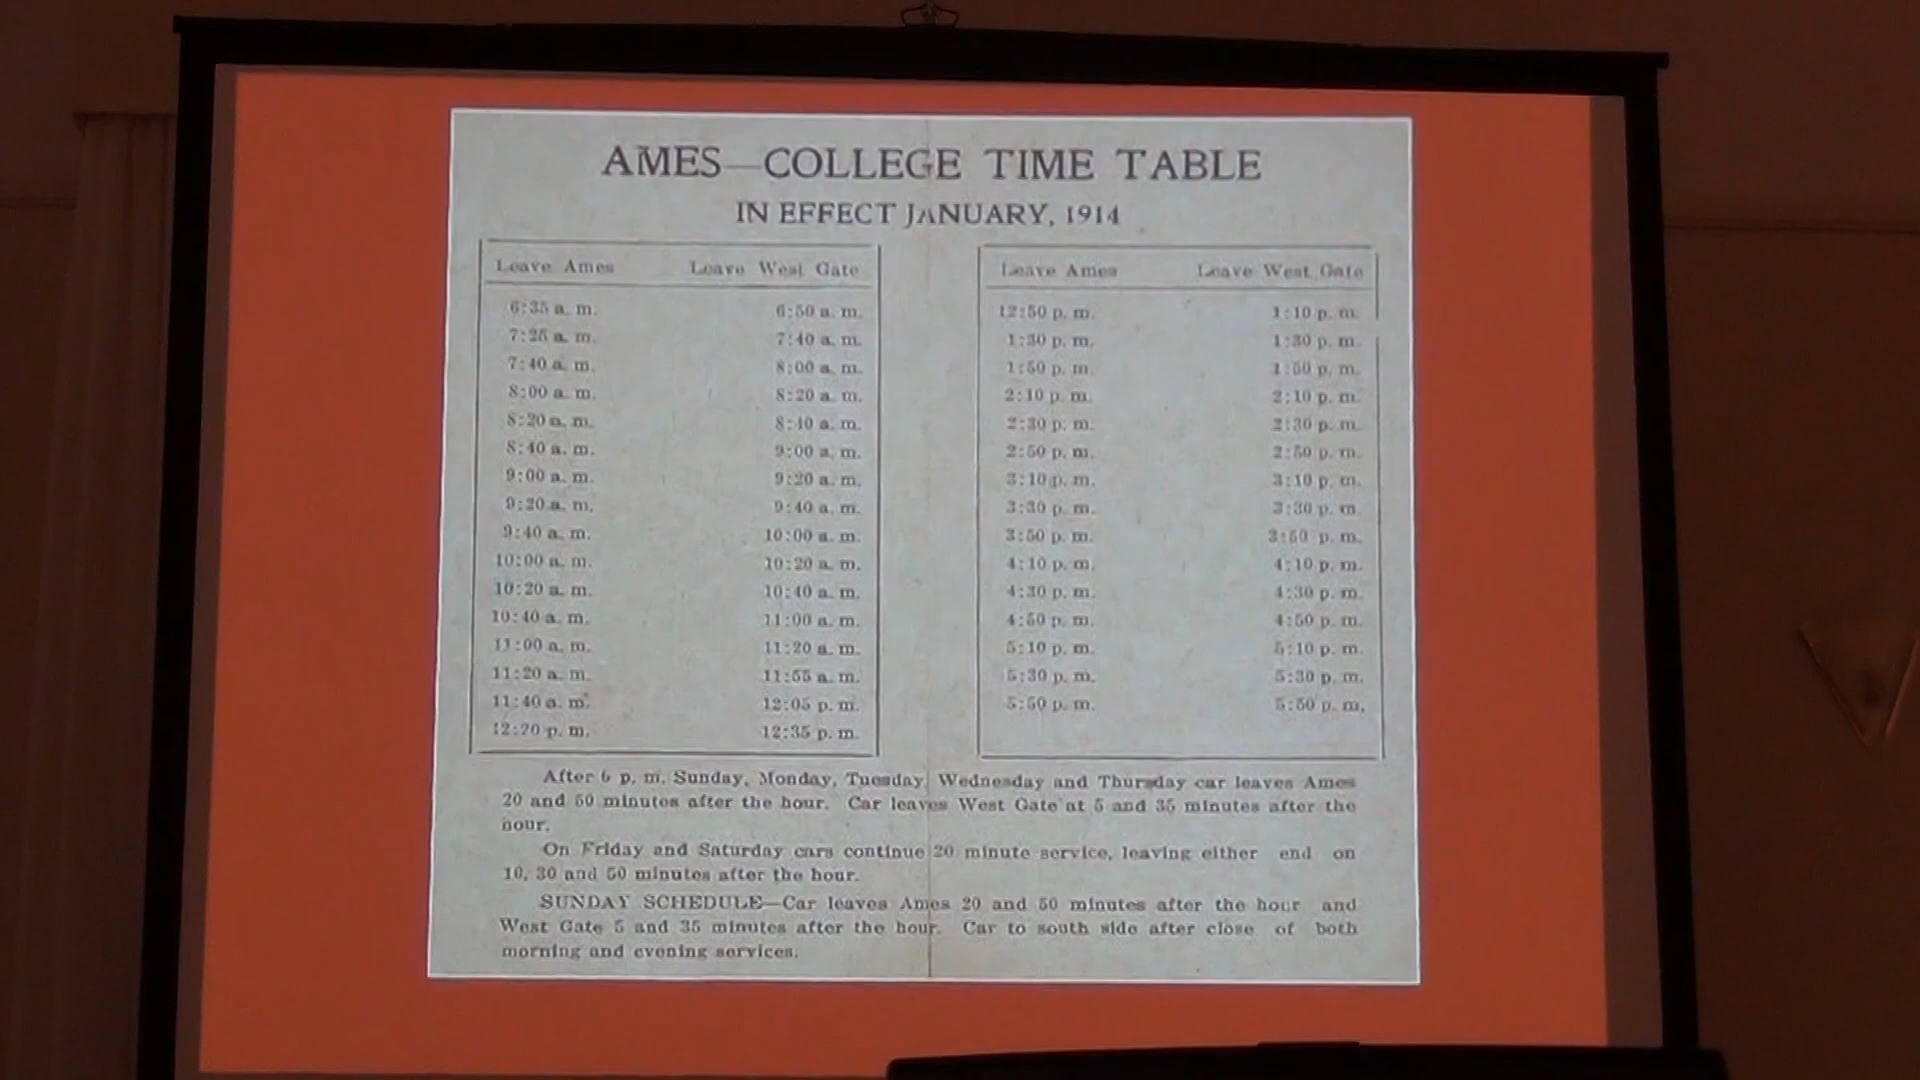 AMES—COLLEGE TIME TABLE
IN EFFECT JANUARY, 1914
Leave Ames Leave West Gate
6:35 a. m. 6:50 a. m.
7:25 a. m. 7:40 a. m.
7:40 a. m. 8:00 a. m.
8:00 a. m. 8:20 a. m.
8:20 a. m. 8:40 a. m.
8:40 a. m. 9:00 a. m.
9:00 a. m. 9:20 a. m.
9:20 a. m. 9:40 a. m.
9:40 a. m. 10:00 a. m.
10:00 a. m. 10:20 a. m.
10:20 a. m. 10:40 a. m.
10:40 a. m. 11:00 a. m.
11:00 a. m. 11:20 a. m.
11:20 a. m. 11:55 a. m.
11:40 a. m. 12:05 p. m.
12:20 p. m. 12:35 p. m.
Leave Ames Leave West Gate
12:50 p. m. 1:10 p. m.
1:30 p. m. 1:30 p. m.
1:50 p. m. 1:50 p. m.
2:10 p. m. 2:10 p. m.
2:30 p. m. 2:30 p. m.
2:50 p. m. 2:50 p. m.
3:10 p. m. 3:10 p. m.
3:30 p. m. 3:30 p. m.
3:50 p. m. 3:50 p. m.
4:10 p. m. 4:10 p. m.
4:30 p. m. 4:30 p. m.
4:50 p. m. 4:50 p. m.
5:10 p. m. 5:10 p. m.
5:30 p. m. 5:30 p. m.
5:50 p. m. 5:50 p. m.
After 6 p. m. Sunday, Monday, Tuesday, Wednesday and Thursday car leaves Ames
20 and 50 minutes after the hour. Car leaves West Gate at 5 and 35 minutes after the
hour.
On Friday and Saturday cars continue 20 minute service, leaving either end on
10, 30 and 50 minutes after the hour.
SUNDAY SCHEDULE—Car leaves Ames 20 and 50 minutes after the hour and
West Gate 5 and 35 minutes after the hour. Car to south side after close of both
morning and evening services.